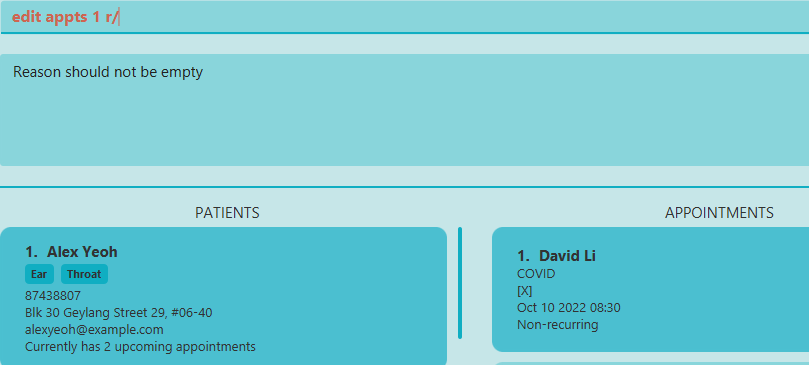 edit appts 1 r/
Reason should not be empty
PATIENTS
1. Alex Yeoh
Ear Throat
87438807
Blk 30 Geylang Street 29, #06-40
alexyeoh@example.com
Currently has 2 upcoming appointments
APPOINTMENTS
1. David Li
COVID
[X]
Oct 10 2022 08:30
Non-recurring